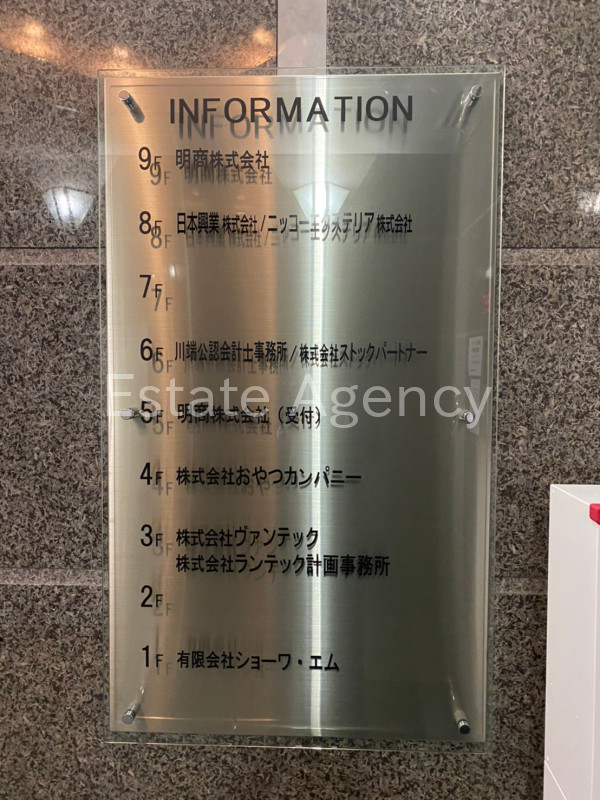 INFORMATION
9F 明商株式会社
8F 日本興業 株式会社/ニッコーエクステリア 株式会社
7F
6F 川端公認会計士事務所/株式会社ストックパートナー
Estate Agency
5F 明商株式会社(受付)
4F 株式会社おやつカンパニー
3F 株式会社ヴァンテック
株式会社ランテック計画事務所
2F
1F 有限会社ショーワ・エム